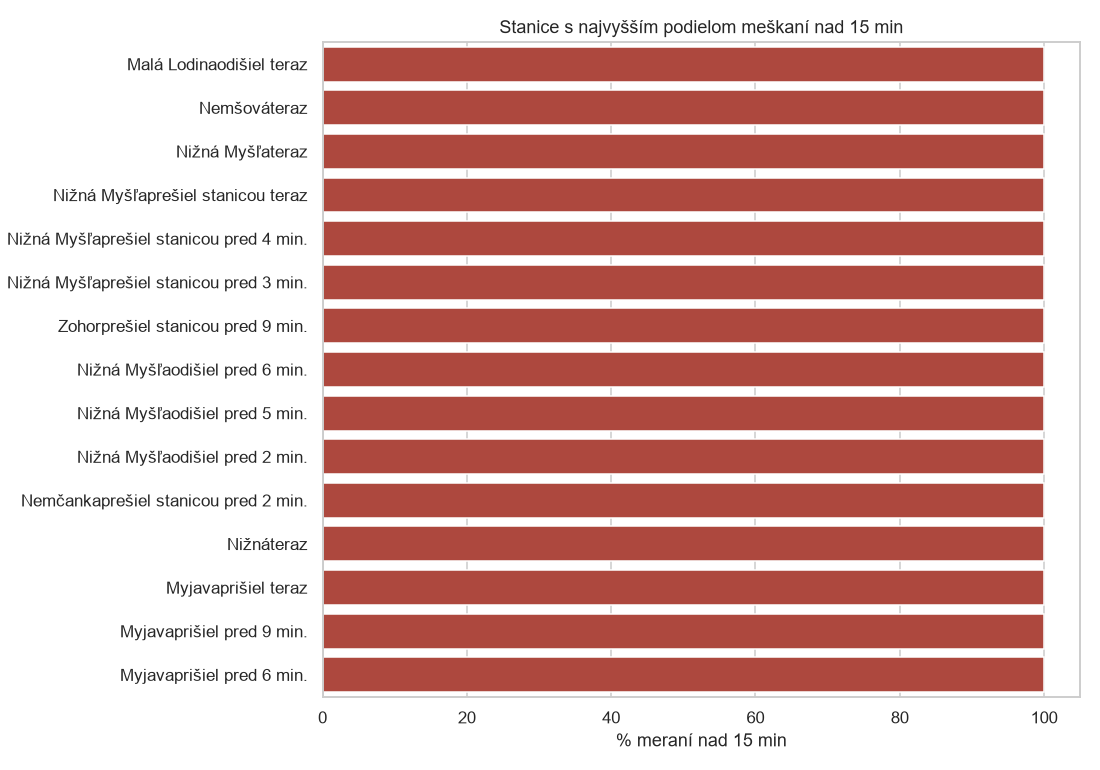 Stanice s najvyšším podielom meškaní nad 15 min
Malá Lodinaodišiel teraz
Nemšováteraz
Nižná Myšľateraz
Nižná Myšľaprešiel stanicou teraz
Nižná Myšľaprešiel stanicou pred 4 min.
Nižná Myšľaprešiel stanicou pred 3 min.
Zohorprešiel stanicou pred 9 min.
Nižná Myšľaodišiel pred 6 min.
Nižná Myšľaodišiel pred 5 min.
Nižná Myšľaodišiel pred 2 min.
Nemčankaprešiel stanicou pred 2 min.
Nižnáteraz
Myjavaprišiel teraz
Myjavaprišiel pred 9 min.
Myjavaprišiel pred 6 min.
0 20 40 60 80 100
% meraní nad 15 min